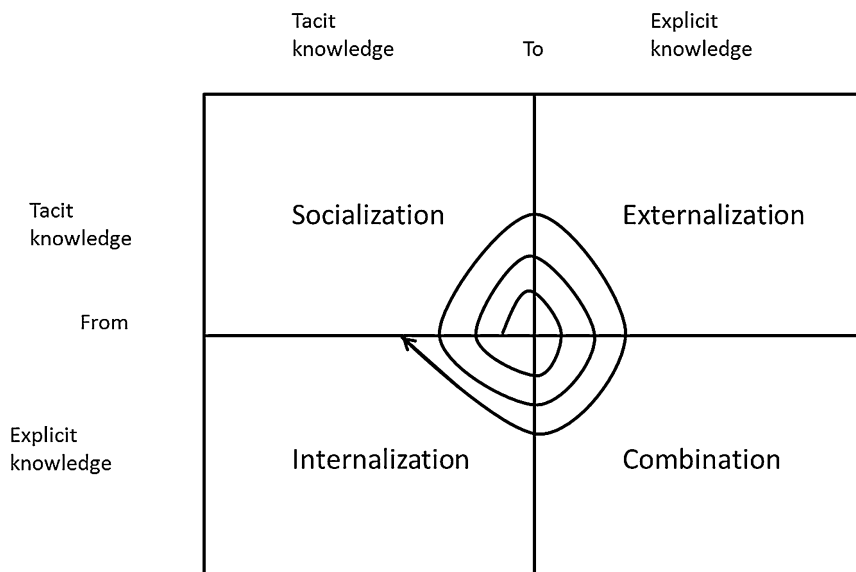 Tacit
knowledge
To
Explicit
knowledge
Tacit
knowledge
Socialization
Externalization
From
Explicit
knowledge
Internalization
Combination